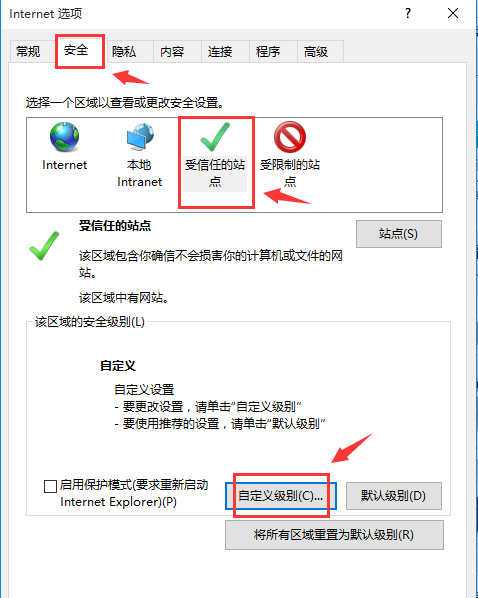 Internet 选项
常规 安全 隐私 内容 连接 程序 高级
选择一个区域以查看或更改安全设置。
Internet
本地
Intranet
受信任的站
点
受限制的站
点
受信任的站点
站点(S)
该区域包含你确信不会损害你的计算机或文件的网
站。
该区域中有网站。
该区域的安全级别(L)
自定义
自定义设置
- 要更改设置，请单击“自定义级别”
- 要使用推荐的设置，请单击“默认级别”
启用保护模式(要求重新启动
Internet Explorer)(P)
自定义级别(C)...
默认级别(D)
将所有区域重置为默认级别(R)